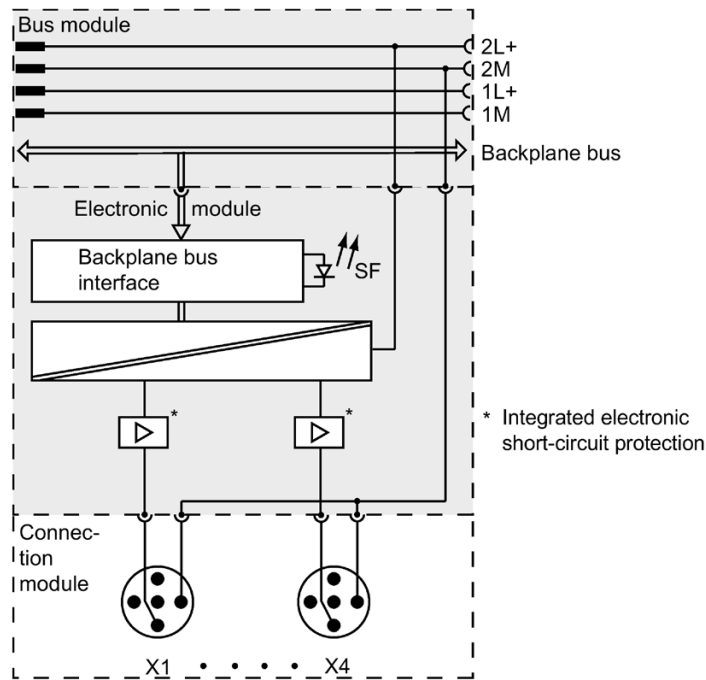 Bus module
2L+
2M
1L+
1M
Backplane bus
Electronic module
Backplane bus
interface
SF
*
*
* Integrated electronic
short-circuit protection
Connec-
tion
module
X1 • • • • X4